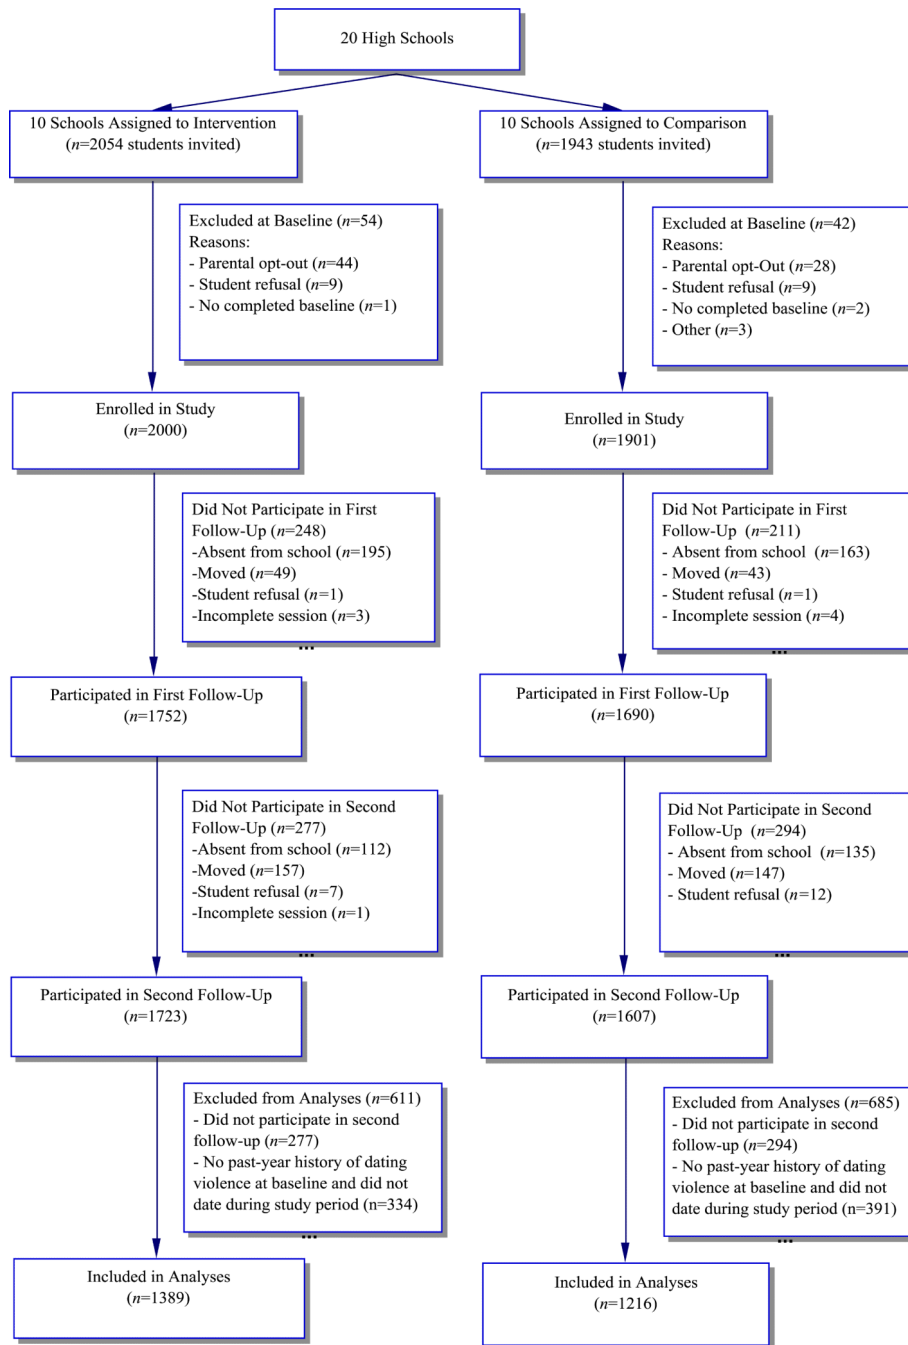 20 High Schools
10 Schools Assigned to Intervention
(n=2054 students invited)
10 Schools Assigned to Comparison
(n=1943 students invited)
Excluded at Baseline (n=54)
Reasons:
- Parental opt-out (n=44)
- Student refusal (n=9)
- No completed baseline (n=1)
Excluded at Baseline (n=42)
Reasons:
- Parental opt-Out (n=28)
- Student refusal (n=9)
- No completed baseline (n=2)
- Other (n=3)
Enrolled in Study
(n=2000)
Enrolled in Study
(n=1901)
Did Not Participate in First
Follow-Up (n=248)
-Absent from school (n=195)
-Moved (n=49)
-Student refusal (n=1)
-Incomplete session (n=3)
...
Did Not Participate in First
Follow-Up (n=211)
- Absent from school (n=163)
- Moved (n=43)
- Student refusal (n=1)
- Incomplete session (n=4)
...
Participated in First Follow-Up
(n=1752)
Participated in First Follow-Up
(n=1690)
Did Not Participate in Second
Follow-Up (n=277)
-Absent from school (n=112)
-Moved (n=157)
-Student refusal (n=7)
-Incomplete session (n=1)
...
Did Not Participate in Second
Follow-Up (n=294)
- Absent from school (n=135)
- Moved (n=147)
- Student refusal (n=12)
...
Participated in Second Follow-Up
(n=1723)
Participated in Second Follow-Up
(n=1607)
Excluded from Analyses (n=611)
- Did not participate in second
follow-up (n=277)
- No past-year history of dating
violence at baseline and did not
date during study period (n=334)
...
Excluded from Analyses (n=685)
- Did not participate in second
follow-up (n=294)
- No past-year history of dating
violence at baseline and did not
date during study period (n=391)
...
Included in Analyses
(n=1389)
Included in Analyses
(n=1216)